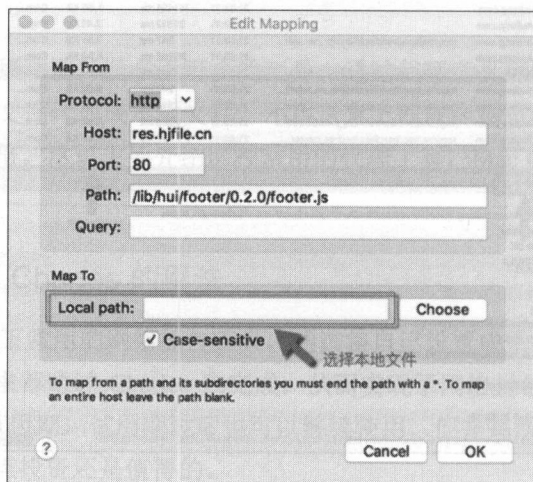 Edit Mapping
Map From
Protocol: http
Host: res.hjfile.cn
Port: 80
Path: /lib/hui/footer/0.2.0/footer.js
Query:
Map To
Local path: Choose
Case-sensitive
选择本地文件
To map from a path and its subdirectories you must end the path with a *. To map
an entire host leave the path blank.
? Cancel OK